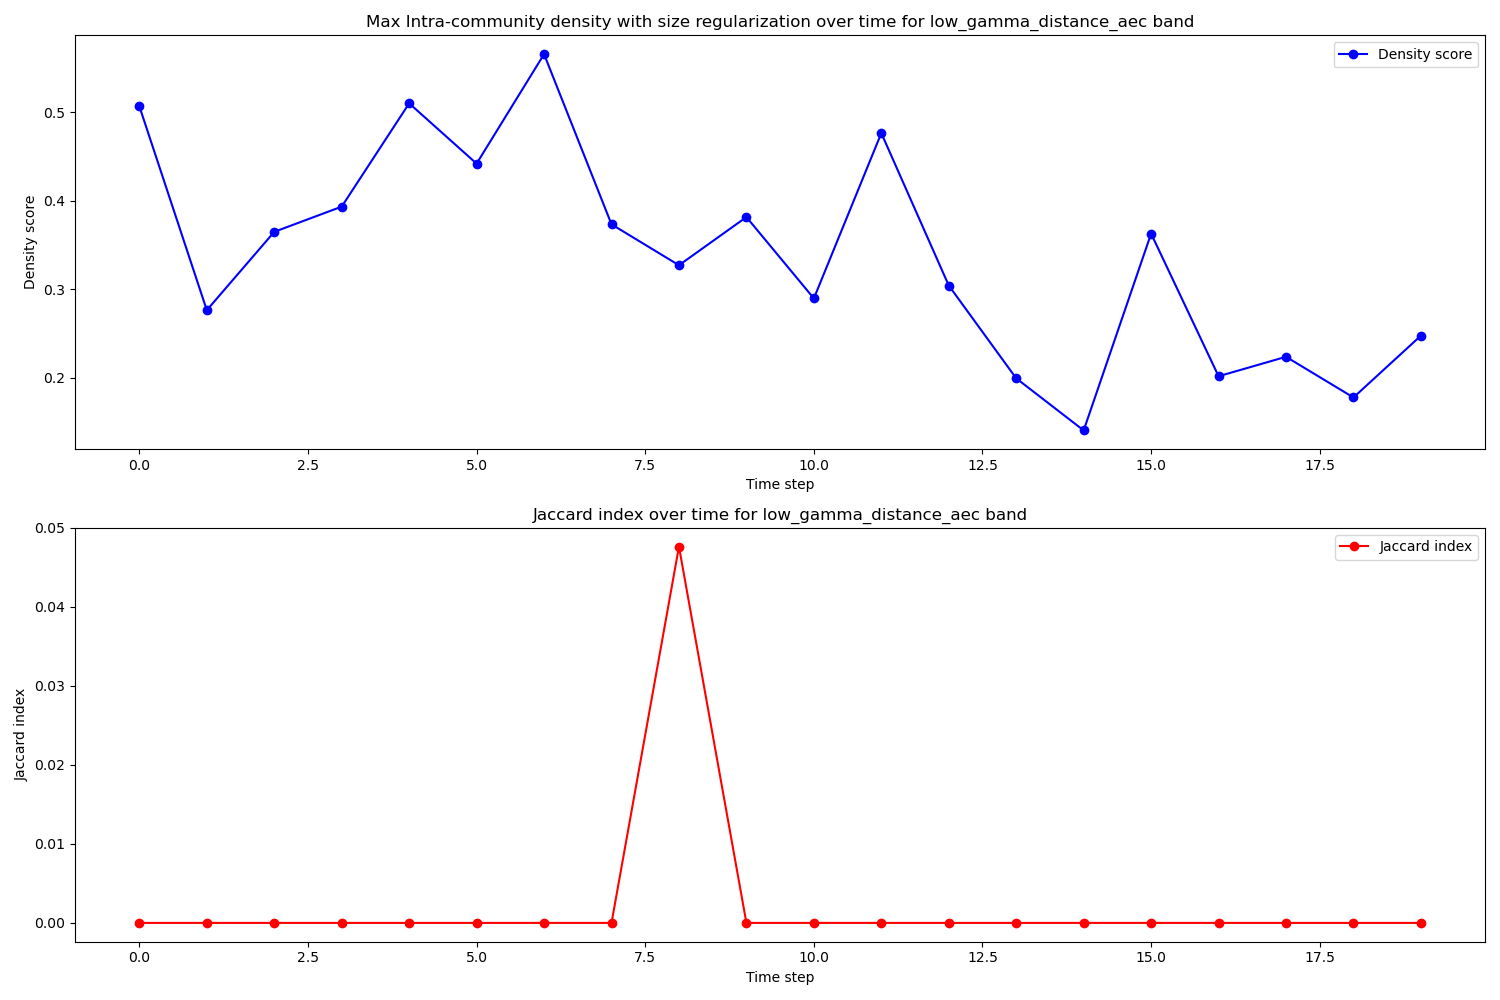 Max Intra-community density with size regularization over time for low_gamma_distance_aec band
Density score
0.5
0.4
0.3
0.2
Density score
0.0 2.5 5.0 7.5 10.0 12.5 15.0 17.5
Time step
Jaccard index over time for low_gamma_distance_aec band
Jaccard index
0.05
0.04
0.03
0.02
0.01
0.00
Jaccard index
0.0 2.5 5.0 7.5 10.0 12.5 15.0 17.5
Time step